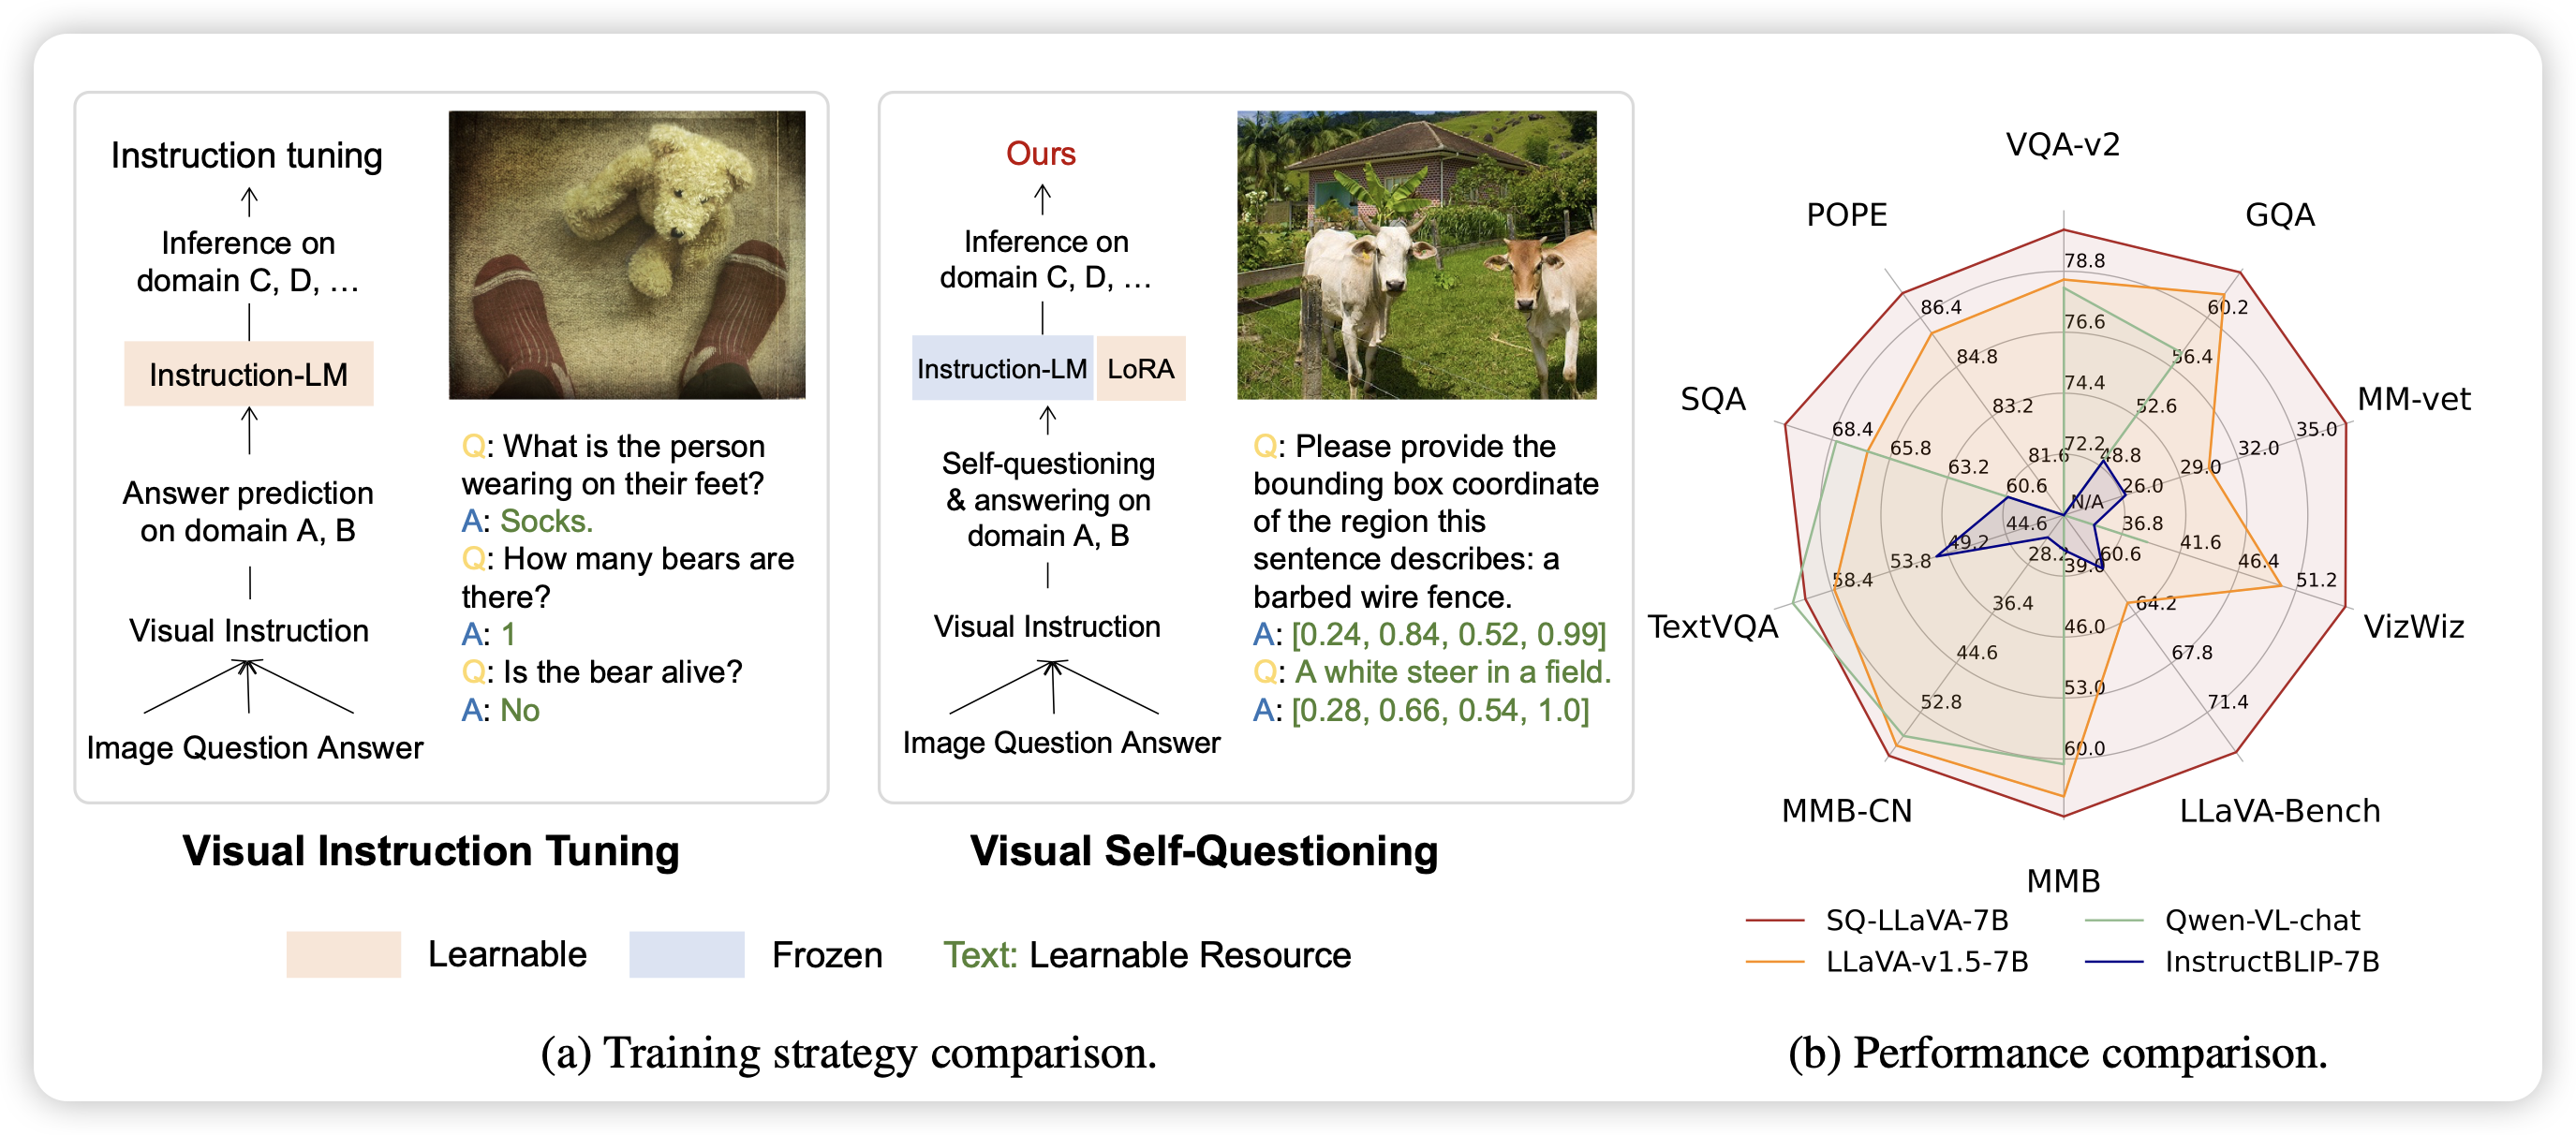 Instruction tuning
Inference on
domain C, D, …
Instruction-LM
Answer prediction
on domain A, B
Visual Instruction
Image Question Answer
Q: What is the person
wearing on their feet?
A: Socks.
Q: How many bears are
there?
A: 1
Q: Is the bear alive?
A: No
Visual Instruction Tuning
Ours
Inference on
domain C, D, …
Instruction-LM LoRA
Self-questioning
& answering on
domain A, B
Visual Instruction
Image Question Answer
Q: Please provide the
bounding box coordinate
of the region this
sentence describes: a
barbed wire fence.
A: [0.24, 0.84, 0.52, 0.99]
Q: A white steer in a field.
A: [0.28, 0.66, 0.54, 1.0]
Visual Self-Questioning
Learnable Frozen Text: Learnable Resource
(a) Training strategy comparison.
VQA-v2
POPE GQA
78.8
86.4 60.2
76.6
84.8 56.4
74.4
SQA MM-vet
83.2 52.6
68.4 35.0
65.8 72.2 32.0
81.6 48.8
63.2 29.0
60.6 26.0
N/A
44.6 36.8
49.2 41.6
53.8 28.2 60.6 46.4
39.0
58.4 51.2
36.4 64.2
TextVQA VizWiz
46.0
44.6 67.8
53.0
52.8 71.4
60.0
MMB-CN LLaVA-Bench
MMB
SQ-LLaVA-7B Qwen-VL-chat
LLaVA-v1.5-7B InstructBLIP-7B
(b) Performance comparison.